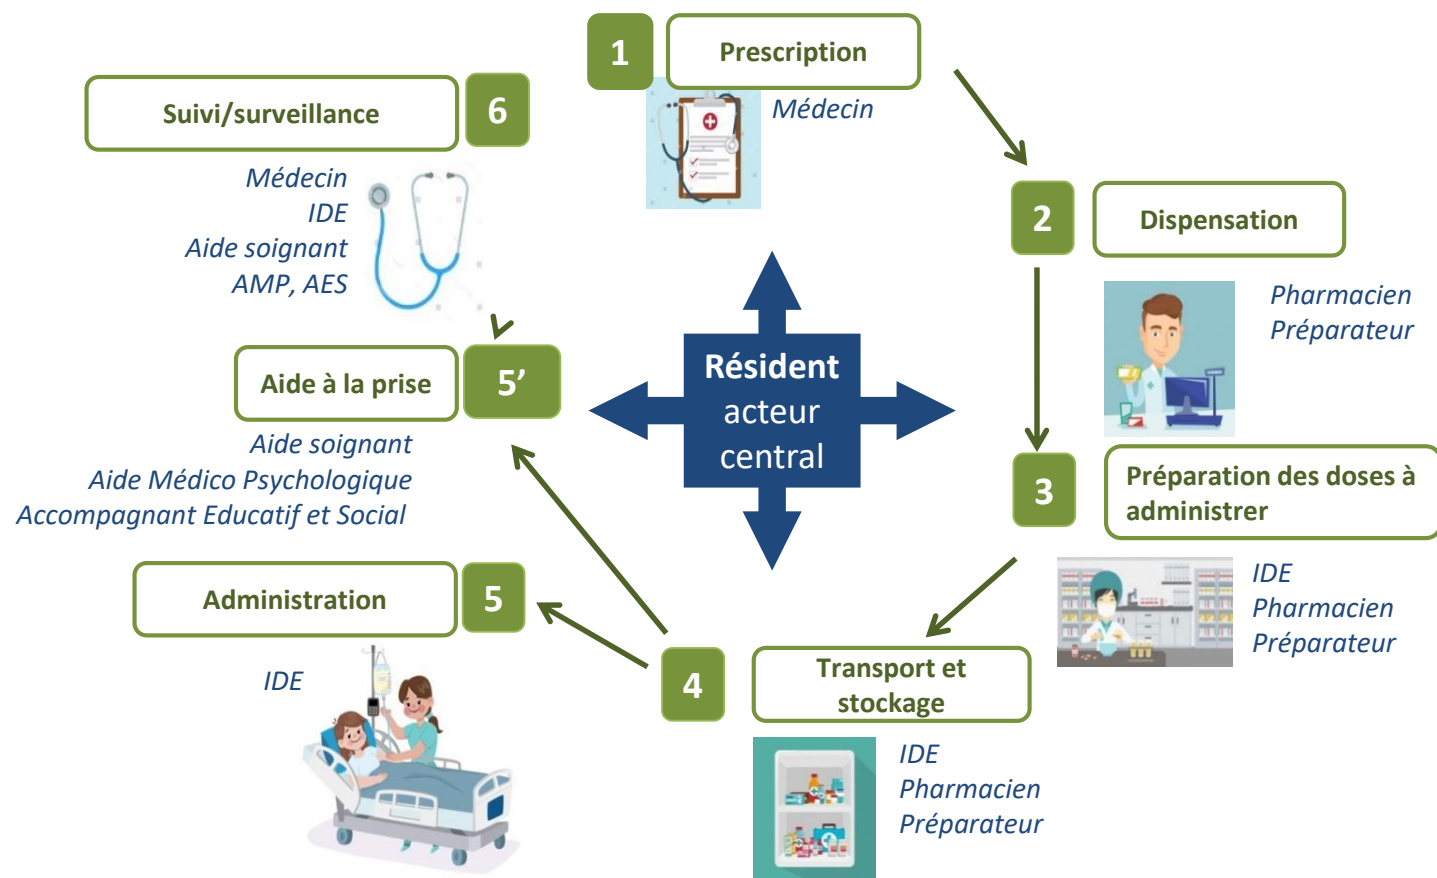 1
Prescription
Médecin
2
Dispensation
Pharmacien
Préparateur
3
Préparation des doses à
administrer
IDE
Pharmacien
Préparateur
4
Transport et
stockage
IDE
Pharmacien
Préparateur
5
Administration
IDE
5’
Aide à la prise
Aide soignant
Aide Médico Psychologique
Accompagnant Educatif et Social
6
Suivi/surveillance
Médecin
IDE
Aide soignant
AMP, AES
Résident
acteur
central